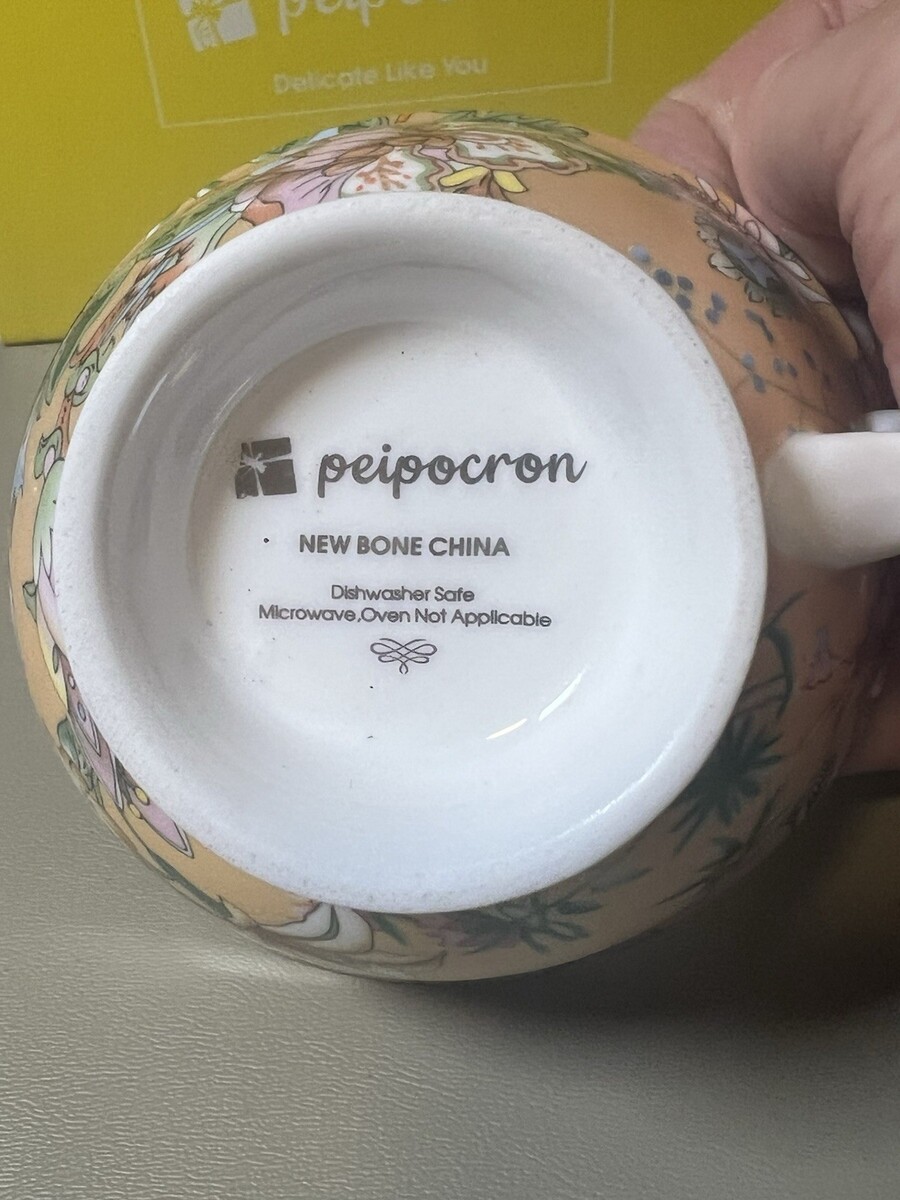 Delicate Like You
peipocron
NEW BONE CHINA
Dishwasher Safe
Microwave,Oven Not Applicable